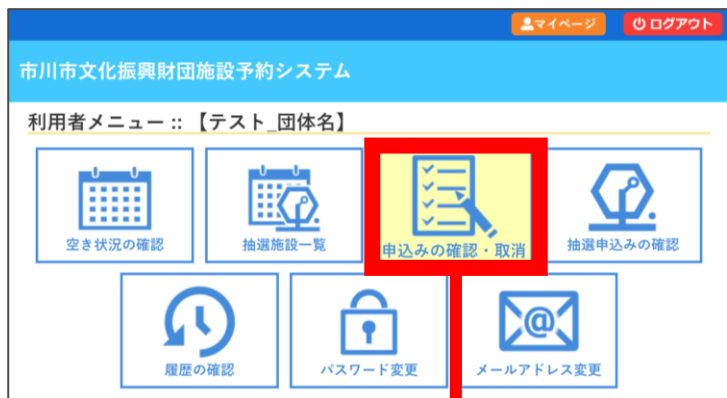 マイページ ログアウト
市川市文化振興財団施設予約システム
利用者メニュー :: 【テスト_団体名】
空き状況の確認 抽選施設一覧 申込みの確認・取消 抽選申込みの確認
履歴の確認 パスワード変更 メールアドレス変更